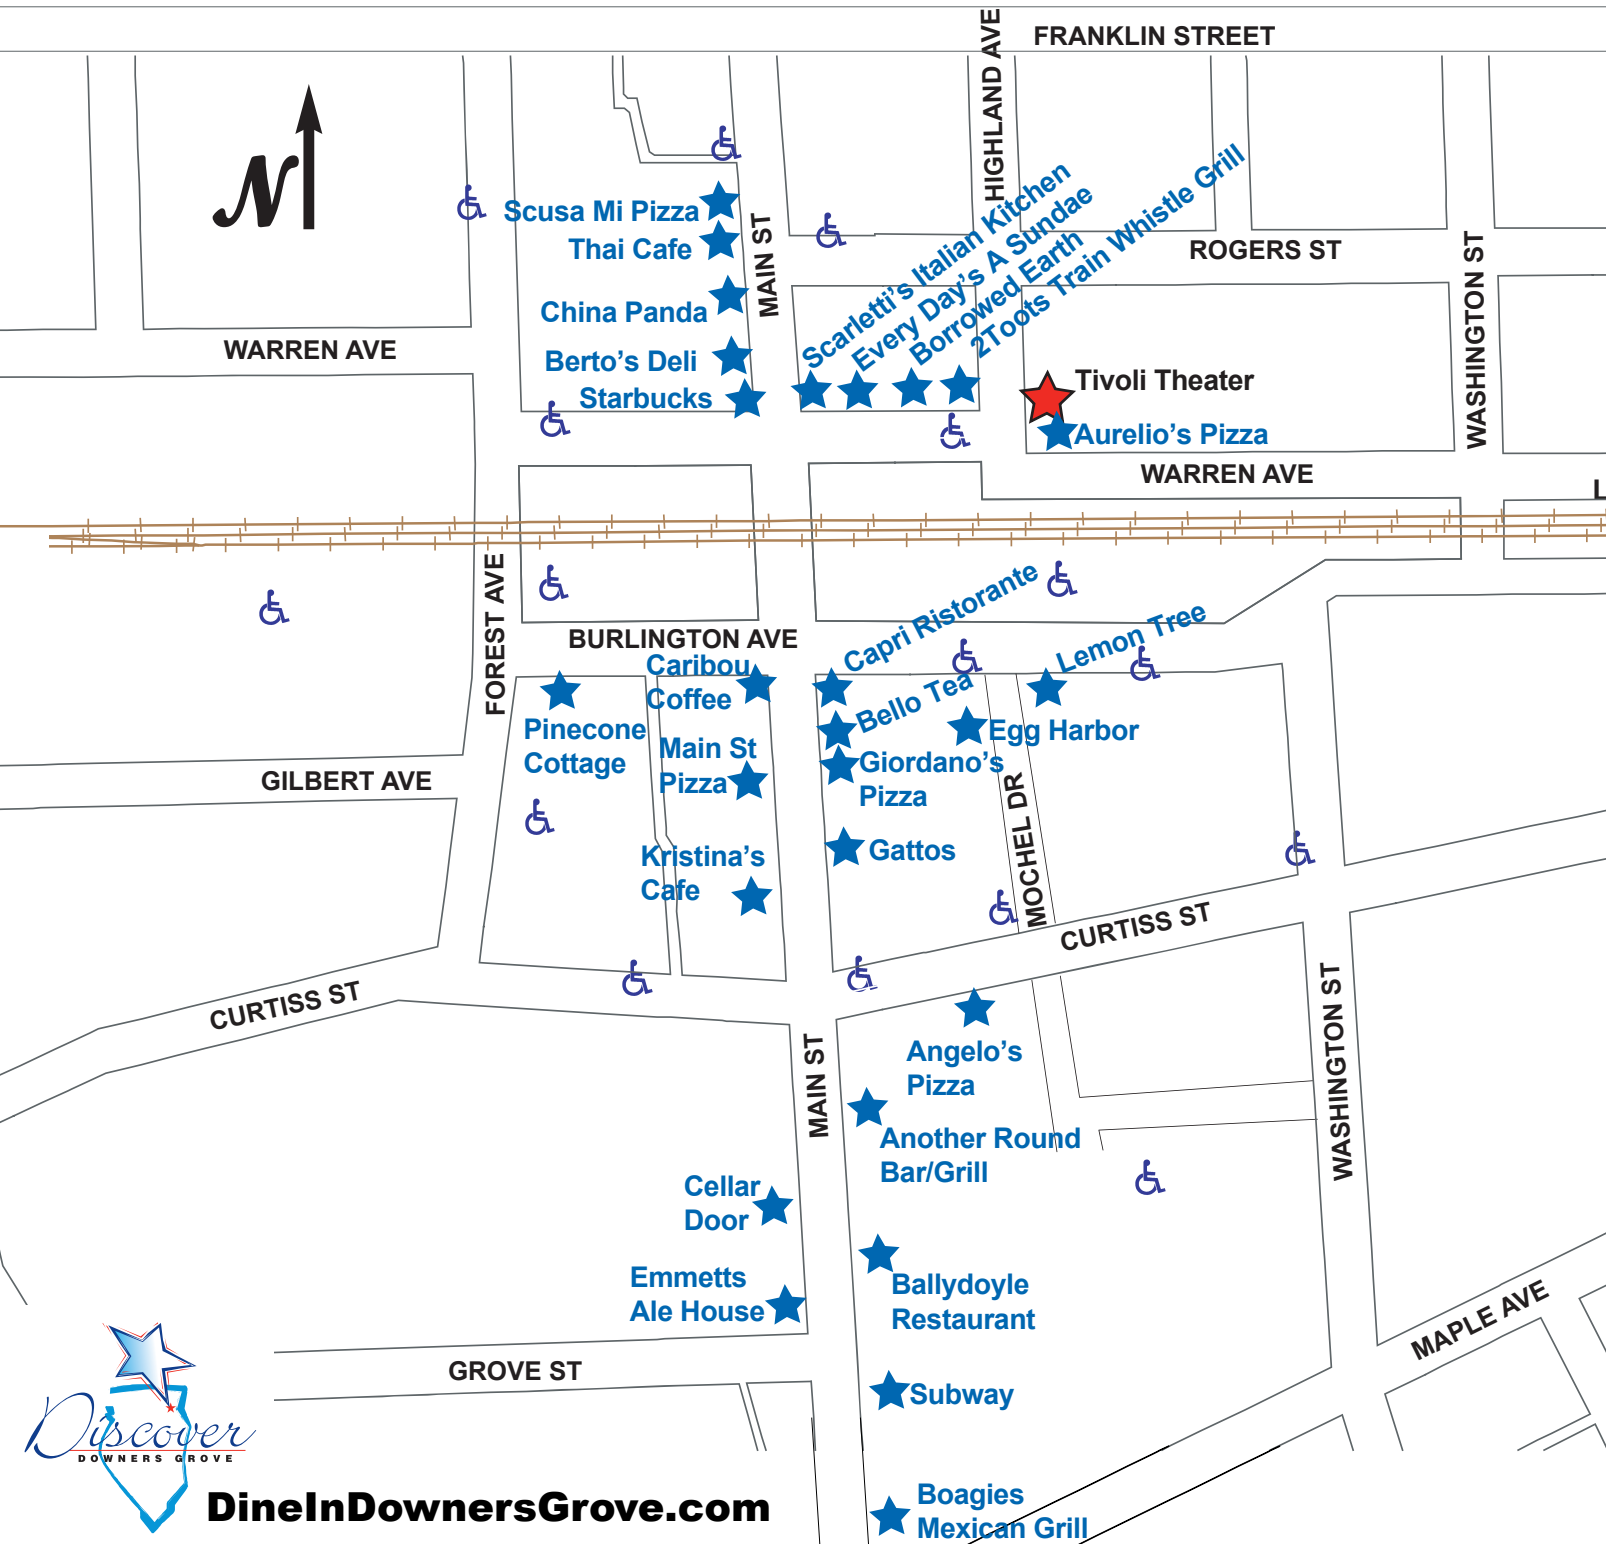 FRANKLIN STREET
HIGHLAND AVE
N
Scusa Mi Pizza
Thai Cafe
MAIN ST
China Panda
Berto's Deli
Starbucks
Scarletti's Italian Kitchen
Every Day's A Sundae
Borrowed Earth
2Toots Train Whistle Grill
ROGERS ST
WASHINGTON ST
WARREN AVE
Tivoli Theater
Aurelio's Pizza
WARREN AVE
L
FOREST AVE
BURLINGTON AVE
Capri Ristorante
Lemon Tree
Caribou
Coffee
Bello Tea
Pinecone
Cottage
Egg Harbor
Main St
Pizza
Giordano's
Pizza
GILBERT AVE
MOCHEL DR
Gattos
Kristina's
Cafe
CURTISS ST
CURTISS ST
WASHINGTON ST
MAIN ST
Angelo's
Pizza
Another Round
Bar/Grill
Cellar
Door
Emmetts
Ale House
Ballydoyle
Restaurant
MAPLE AVE
GROVE ST
Subway
Discover
DOWNERS GROVE
DineInDownersGrove.com
Boagies
Mexican Grill